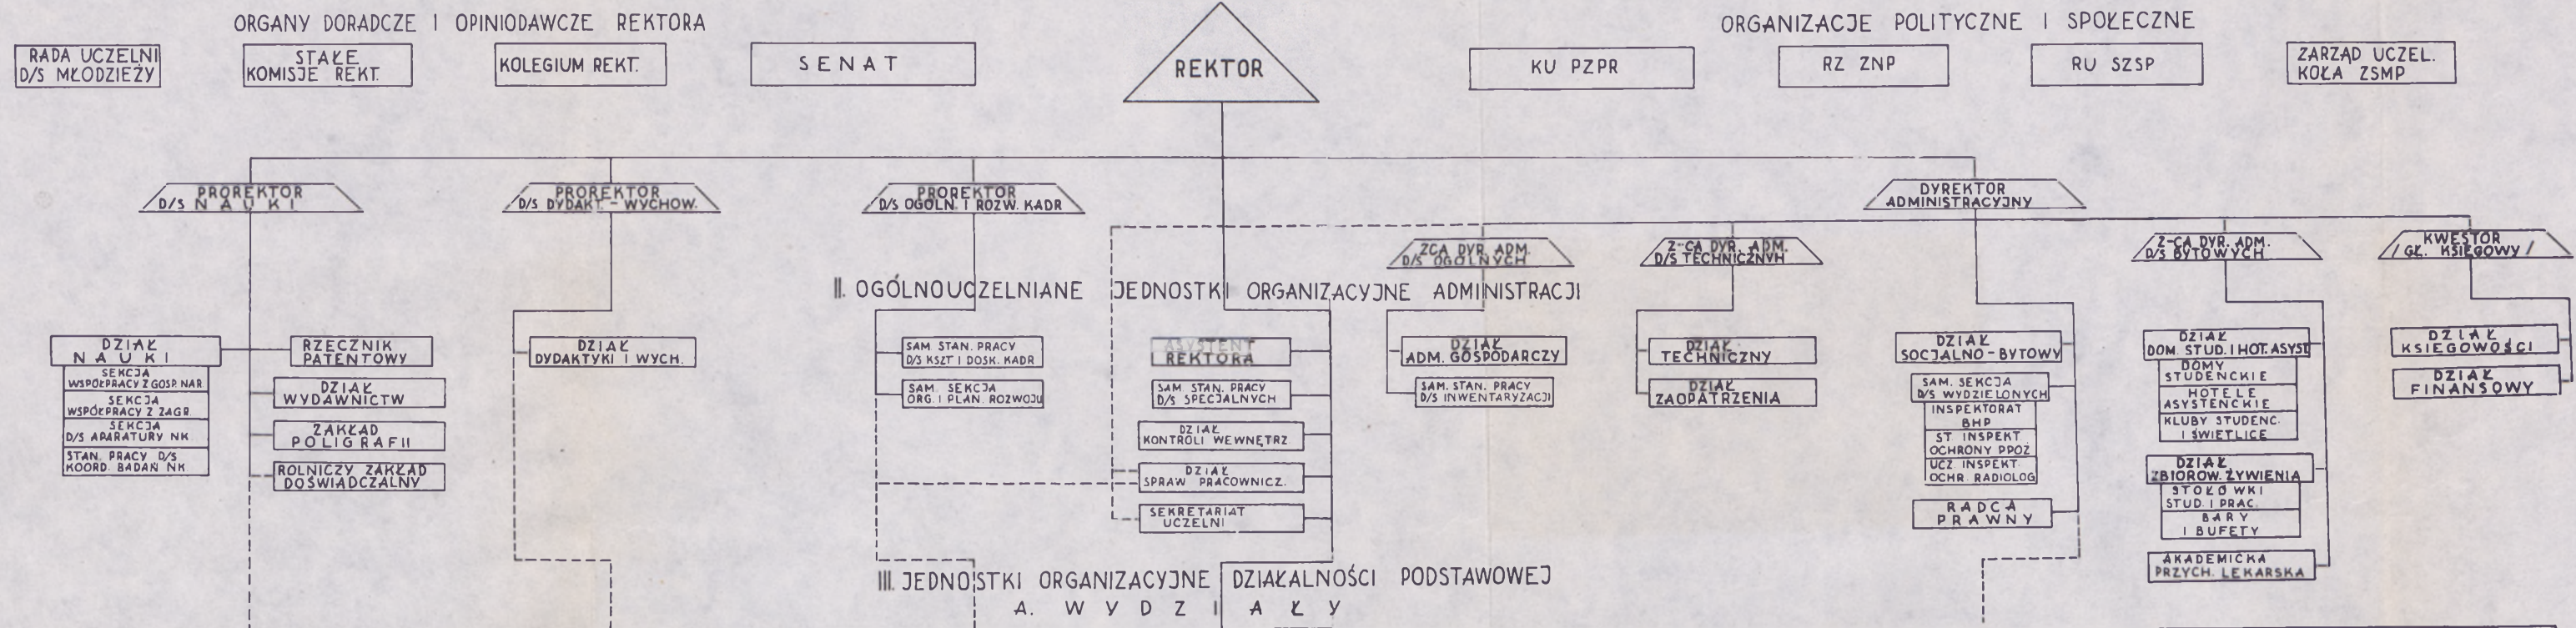 ORGANY DORADCZE I OPINIODAWCZE REKTORA
RADA UCZELNI
D/S MŁODZIEŻY
STAŁE
KOMISJE REKT.
KOLEGIUM REKT.
SENAT
REKTOR
ORGANIZACJE POLITYCZNE I SPOŁECZNE
KU PZPR
RZ ZNP
RU SZSP
ZARZĄD UCZEL.
KOŁA ZSMP
PROREKTOR
D/S NAUKI
PROREKTOR
D/S DYDAKT.-WYCHOW.
PROREKTOR
D/S OGÓLN. I ROZW. KADR
DYREKTOR
ADMINISTRACYJNY
ZCA DYR. ADM.
D/S OGÓLNYCH
Z-CA DYR. ADM.
D/S TECHNICZNYH
Z-CA DYR. ADM.
D/S BYTOWYCH
KWESTOR
/ GŁ. KSIĘGOWY /
II. OGÓLNOUCZELNIANE JEDNOSTKI ORGANIZACYJNE ADMINISTRACJI
DZIAŁ
NAUKI
SEKCJA
WSPÓŁPRACY Z GOSP. NAR
SEKCJA
WSPÓŁPRACY Z ZAGR.
SEKCJA
D/S APARATURY NK
STAN. PRACY D/S
KOORD. BADAŃ NK
RZECZNIK
PATENTOWY
DZIAŁ
WYDAWNICTW
ZAKŁAD
POLIGRAFII
ROLNICZY ZAKŁAD
DOŚWIADCZALNY
DZIAŁ
DYDAKTYKI I WYCH.
SAM. STAN. PRACY
D/S KSZT I DOSK. KADR
SAM. SEKCJA
ORG. I PLAN. ROZWOJU
ASYSTENT
REKTORA
SAM. STAN. PRACY
D/S SPECJALNYCH
DZIAŁ
KONTROLI WEWNĘTRZ
DZIAŁ
SPRAW PRACOWNICZ.
SEKRETARIAT
UCZELNI
DZIAŁ
ADM. GOSPODARCZY
SAM. STAN. PRACY
D/S INWENTARYZACJI
DZIAŁ
TECHNICZNY
DZIAŁ
ZAOPATRZENIA
DZIAŁ
SOCJALNO-BYTOWY
SAM. SEKCJA
D/S WYDZIELONYCH
INSPEKTORAT
BHP
ST. INSPEKT
OCHRONY PPOŻ
UCZ INSPEKT.
OCHR. RADIOLOG
RADCA
PRAWNY
DZIAŁ
DOM. STUD. I HOT. ASYST
DOMY
STUDENCKIE
HOTELE
ASYSTENCKIE
KLUBY STUDENC.
I ŚWIETLICE
DZIAŁ
ZBIOROW. ŻYWIENIA
STOŁÓWKI
STUD. I PRAC.
BARY
I BUFETY
AKADEMICKA
PRZYCH. LEKARSKA
DZIAŁ
KSIĘGOWOŚCI
DZIAŁ
FINANSOWY
III. JEDNOSTKI ORGANIZACYJNE DZIAŁALNOŚCI PODSTAWOWEJ
A. WYDZIAŁY